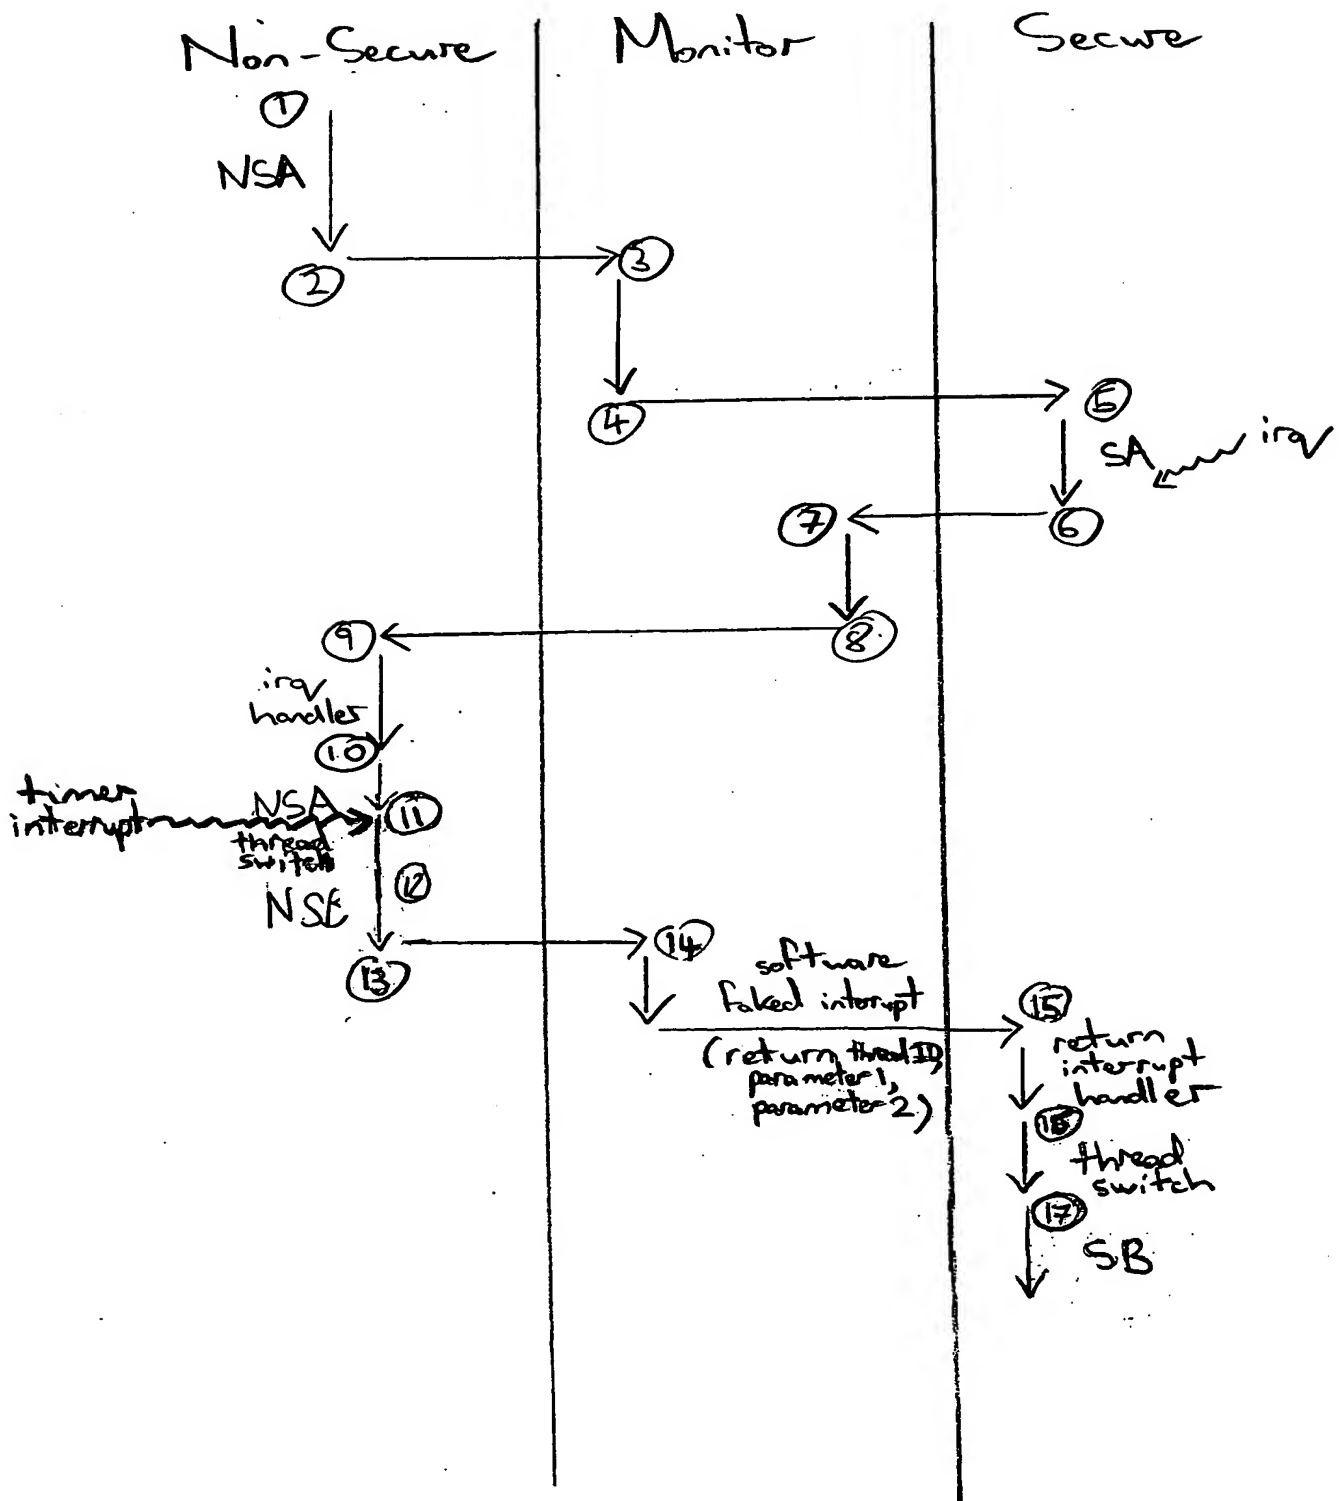 Non-Secure
Monitor
Secure
1
NSA
2
3
4
5
SA
irq
6
7
8
9
irq
handler
10
timer
interrupt
NSA
11
thread
switch
12
13
14
software
faked interrupt
(return thread ID,
parameter 1,
parameter 2)
15
return
interrupt
handler
16
thread
switch
17
SB